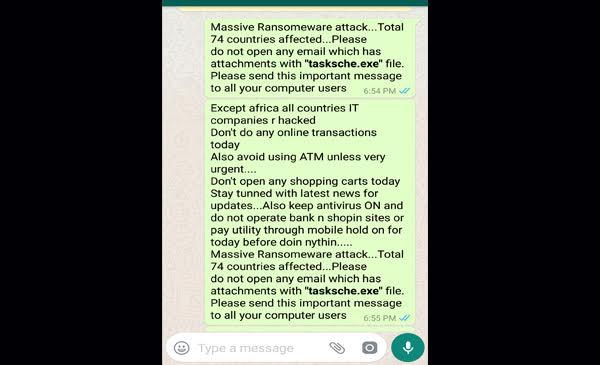 Massive Ransomeware attack...Total
74 countries affected...Please
do not open any email which has
attachments with "tasksche.exe" file.
Please send this important message
to all your computer users
6:54 PM
Except africa all countries IT
companies r hacked
Don't do any online transactions
today
Also avoid using ATM unless very
urgent....
Don't open any shopping carts today
Stay tunned with latest news for
updates...Also keep antivirus ON and
do not operate bank n shopin sites or
pay utility through mobile hold on for
today before doin nythin.....
Massive Ransomeware attack...Total
74 countries affected...Please
do not open any email which has
attachments with "tasksche.exe" file.
Please send this important message
to all your computer users
6:55 PM
Type a message